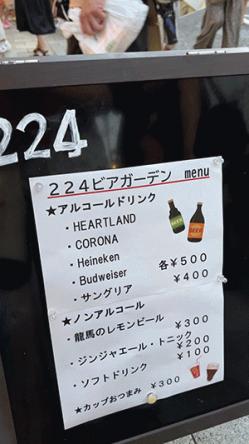 224
224ビアガーデン menu
★アルコールドリンク
・HEARTLAND
・CORONA
・Heineken
・Budweiser 各¥500
・サングリア ¥400
★ノンアルコール
・龍馬のレモンビール ¥300
・ジンジャエール・トニック ¥200
・ソフトドリンク ¥100
★カップおつまみ ¥300